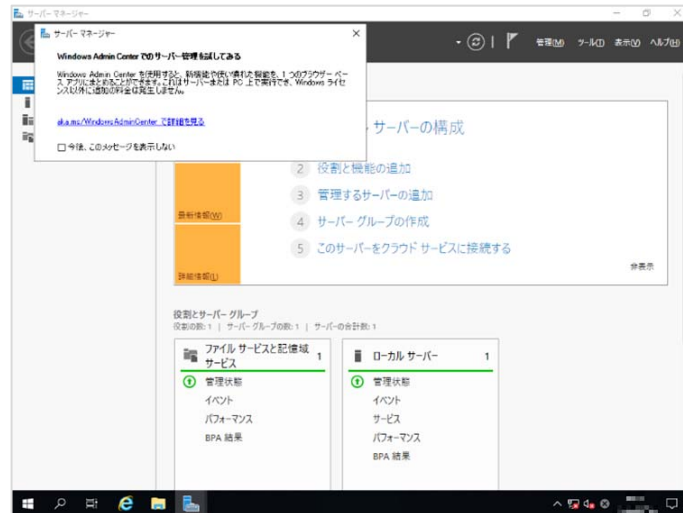 サーバー マネージャー
サーバー マネージャー
Windows Admin Center でのサーバー管理を試してみる
Windows Admin Center を使用すると、新機能や使い慣れた機能を、1 つのブラウザー ベー
ス アプリにまとめることができます。これはサーバーまたは PC 上で実行でき、Windows ライセ
ンス以外に追加の料金は発生しません。
aka.ms/WindowsAdminCenter で詳細を見る
今後、このメッセージを表示しない
管理(M) ツール(T) 表示(V) ヘルプ(H)
サーバーの構成
2 役割と機能の追加
3 管理するサーバーの追加
4 サーバー グループの作成
5 このサーバーをクラウド サービスに接続する
最新情報(W)
詳細情報(L)
非表示
役割とサーバー グループ
役割の数: 1 | サーバー グループの数: 1 | サーバーの合計数: 1
ファイル サービスと記憶域
サービス
1
管理状態
イベント
パフォーマンス
BPA 結果
ローカル サーバー 1
管理状態
イベント
サービス
パフォーマンス
BPA 結果